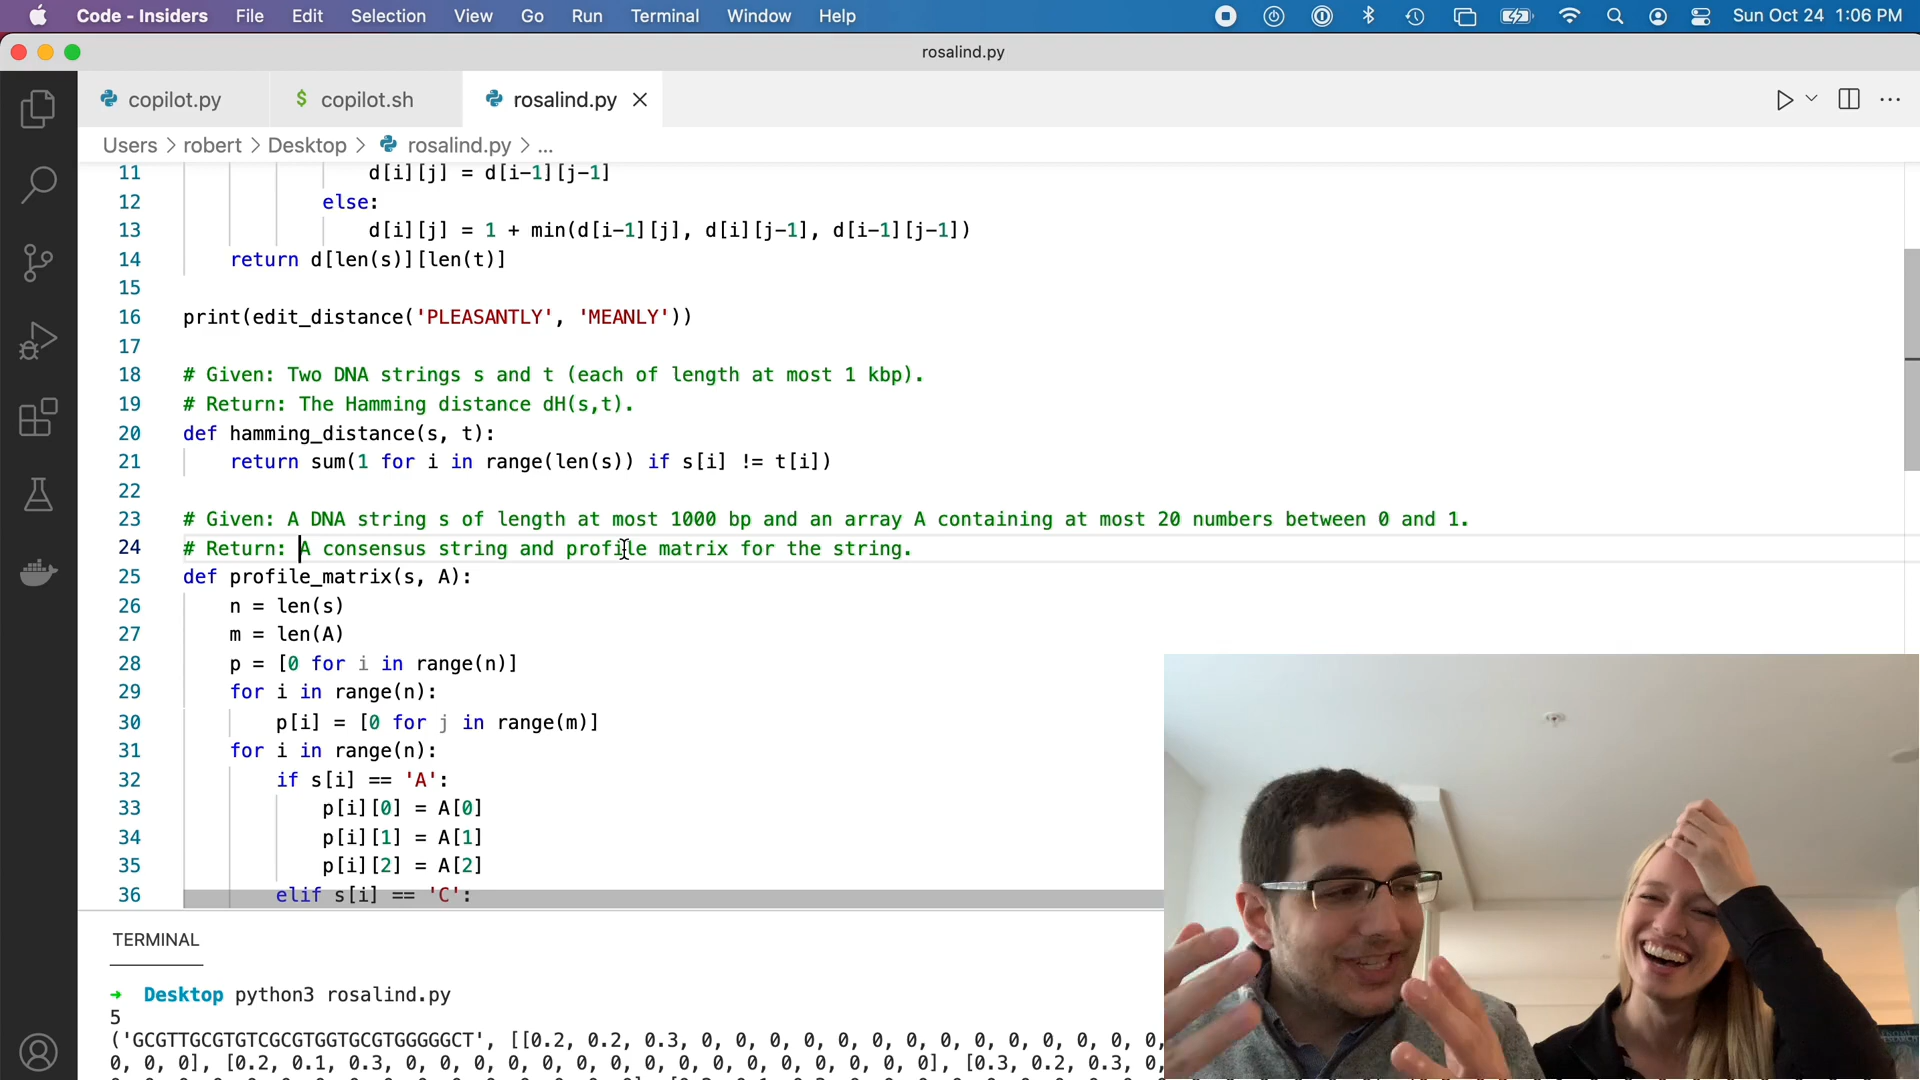 Code - Insiders File Edit Selection View Go Run Terminal Window Help Sun Oct 24 1:06 PM
rosalind.py
copilot.py $ copilot.sh rosalind.py
Users > robert > Desktop > rosalind.py > ...
11 d[i][j] = d[i-1][j-1]
12 else:
13 d[i][j] = 1 + min(d[i-1][j], d[i][j-1], d[i-1][j-1])
14 return d[len(s)][len(t)]
15
16 print(edit_distance('PLEASANTLY', 'MEANLY'))
17
18 # Given: Two DNA strings s and t (each of length at most 1 kbp).
19 # Return: The Hamming distance dH(s,t).
20 def hamming_distance(s, t):
21 return sum(1 for i in range(len(s)) if s[i] != t[i])
22
23 # Given: A DNA string s of length at most 1000 bp and an array A containing at most 20 numbers between 0 and 1.
24 # Return: A consensus string and profile matrix for the string.
25 def profile_matrix(s, A):
26 n = len(s)
27 m = len(A)
28 p = [0 for i in range(n)]
29 for i in range(n):
30 p[i] = [0 for j in range(m)]
31 for i in range(n):
32 if s[i] == 'A':
33 p[i][0] = A[0]
34 p[i][1] = A[1]
35 p[i][2] = A[2]
36 elif s[i] == 'C':
TERMINAL
→ Desktop python3 rosalind.py
5
('GCGTTGCGTGTCGCGTGGTGCGTGGGGGCT', [[0.2, 0.2, 0.3, 0, 0, 0, 0, 0, 0, 0, 0, 0, 0, 0, 0, 0, 0,
0, 0, 0], [0.2, 0.1, 0.3, 0, 0, 0, 0, 0, 0, 0, 0, 0, 0, 0, 0, 0, 0, 0, 0, 0], [0.3, 0.2, 0.3, 0,